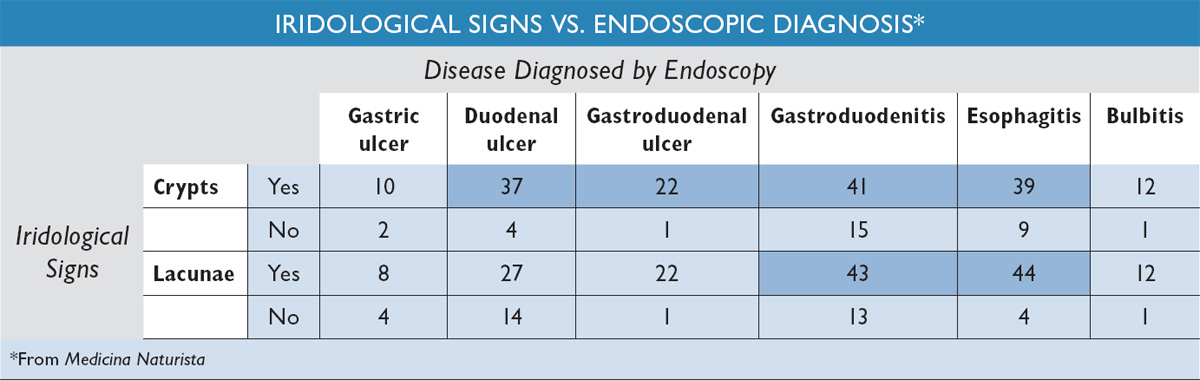 IRIDOLOGICAL SIGNS VS. ENDOSCOPIC DIAGNOSIS*
Disease Diagnosed by Endoscopy
Gastric ulcer Duodenal ulcer Gastroduodenal ulcer Gastroduodenitis Esophagitis Bulbitis
Iridological Signs
Crypts Yes 10 37 22 41 39 12
No 2 4 1 15 9 1
Lacunae Yes 8 27 22 43 44 12
No 4 14 1 13 4 1
*From Medicina Naturista